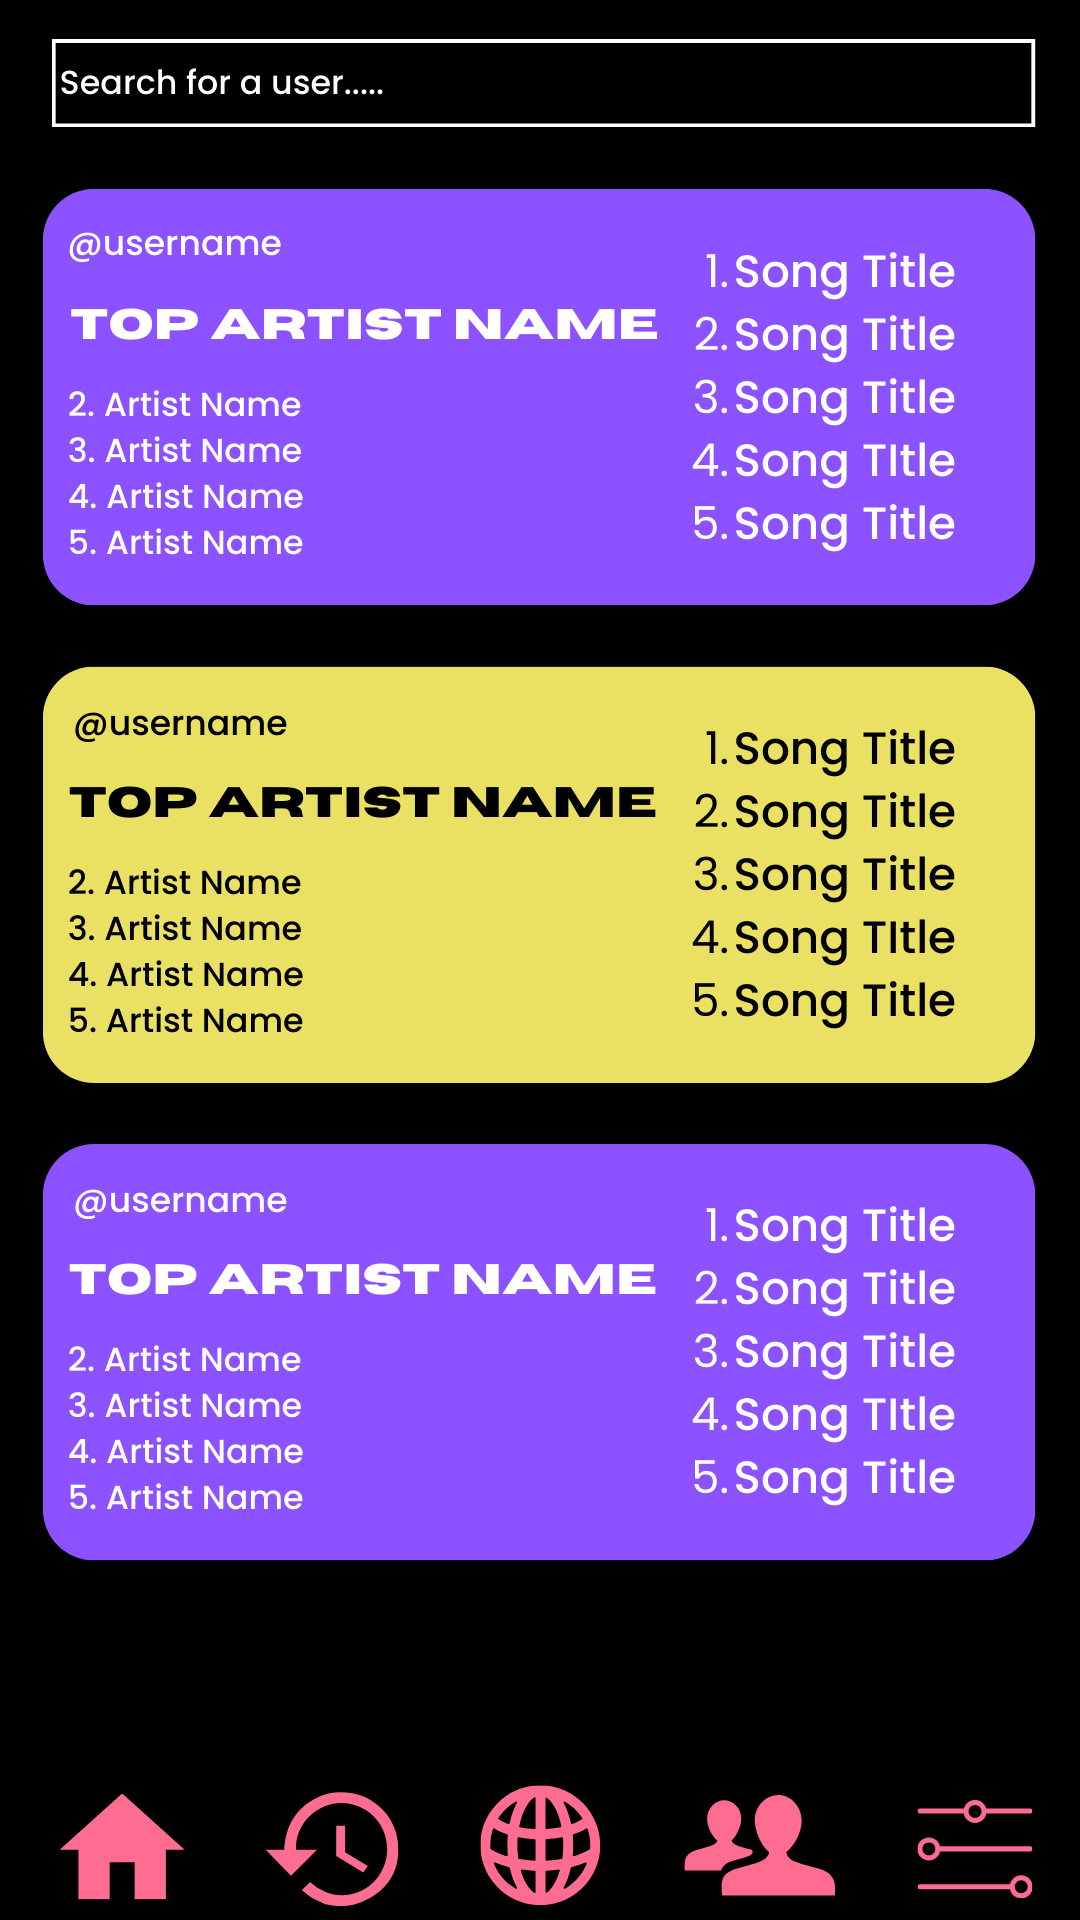 Search for a user.....
@username
TOP ARTIST NAME
2. Artist Name
3. Artist Name
4. Artist Name
5. Artist Name
1. Song Title
2. Song Title
3. Song Title
4. Song TItle
5. Song Title
@username
TOP ARTIST NAME
2. Artist Name
3. Artist Name
4. Artist Name
5. Artist Name
1. Song Title
2. Song Title
3. Song Title
4. Song TItle
5. Song Title
@username
TOP ARTIST NAME
2. Artist Name
3. Artist Name
4. Artist Name
5. Artist Name
1. Song Title
2. Song Title
3. Song Title
4. Song TItle
5. Song Title